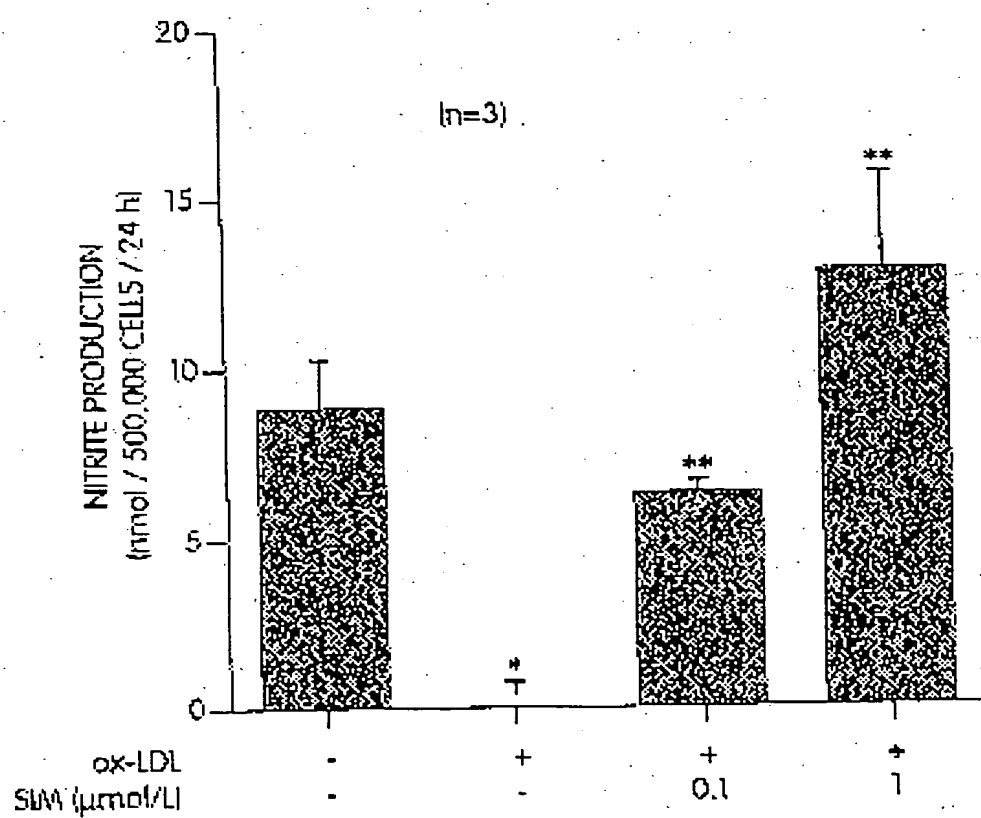 20
(n=3)
**
15
NITRITE PRODUCTION
(nmol / 500,000 CELLS / 24 h)
10
**
5
*
0
ox-LDL - + + +
SIM (μmol/L) - - 0.1 1